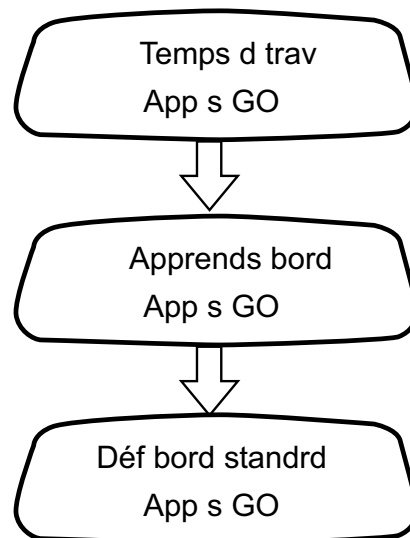 Temps d trav
App s GO
Apprends bord
App s GO
Déf bord standrd
App s GO